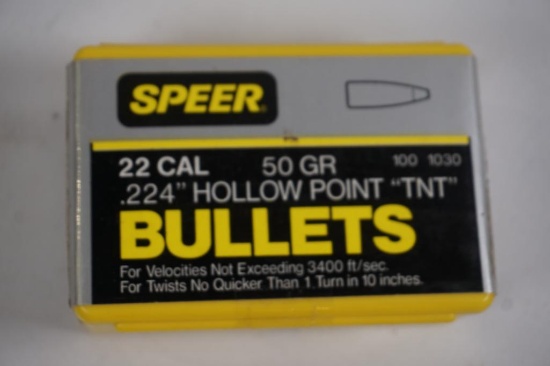 SPEER
22 CAL 50 GR 100 1030
.224" HOLLOW POINT "TNT"
BULLETS
For Velocities Not Exceeding 3400 ft/sec.
For Twists No Quicker Than 1 Turn in 10 inches.